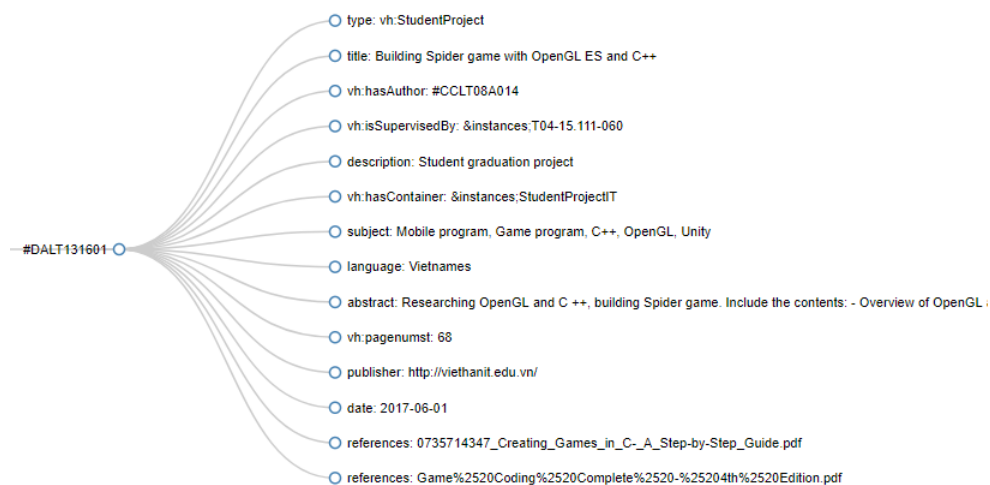 type: vh:StudentProject
title: Building Spider game with OpenGL ES and C++
vh:hasAuthor: #CCLT08A014
vh:isSupervisedBy: &instances;T04-15.111-060
description: Student graduation project
vh:hasContainer: &instances;StudentProjectIT
subject: Mobile program, Game program, C++, OpenGL, Unity
#DALT131601
language: Vietnames
abstract: Researching OpenGL and C ++, building Spider game. Include the contents: - Overview of OpenGL
vh:pagenumst: 68
publisher: http://viethanit.edu.vn/
date: 2017-06-01
references: 0735714347_Creating_Games_in_C-_A_Step-by-Step_Guide.pdf
references: Game%2520Coding%2520Complete%2520-%25204th%2520Edition.pdf